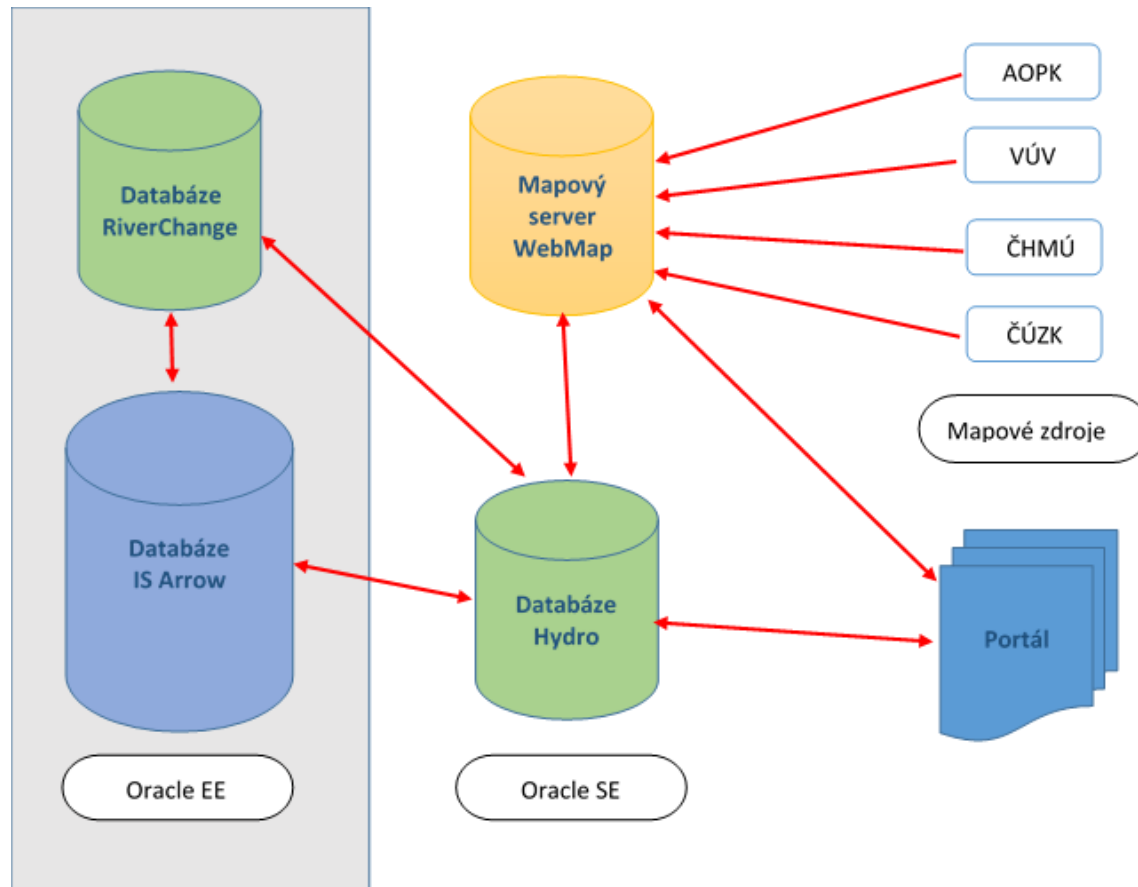 AOPK
Databáze
RiverChange
Mapový
server
WebMap
VÚV
ČHMÚ
ČÚZK
Mapové zdroje
Databáze
IS Arrow
Databáze
Hydro
Portál
Oracle EE
Oracle SE